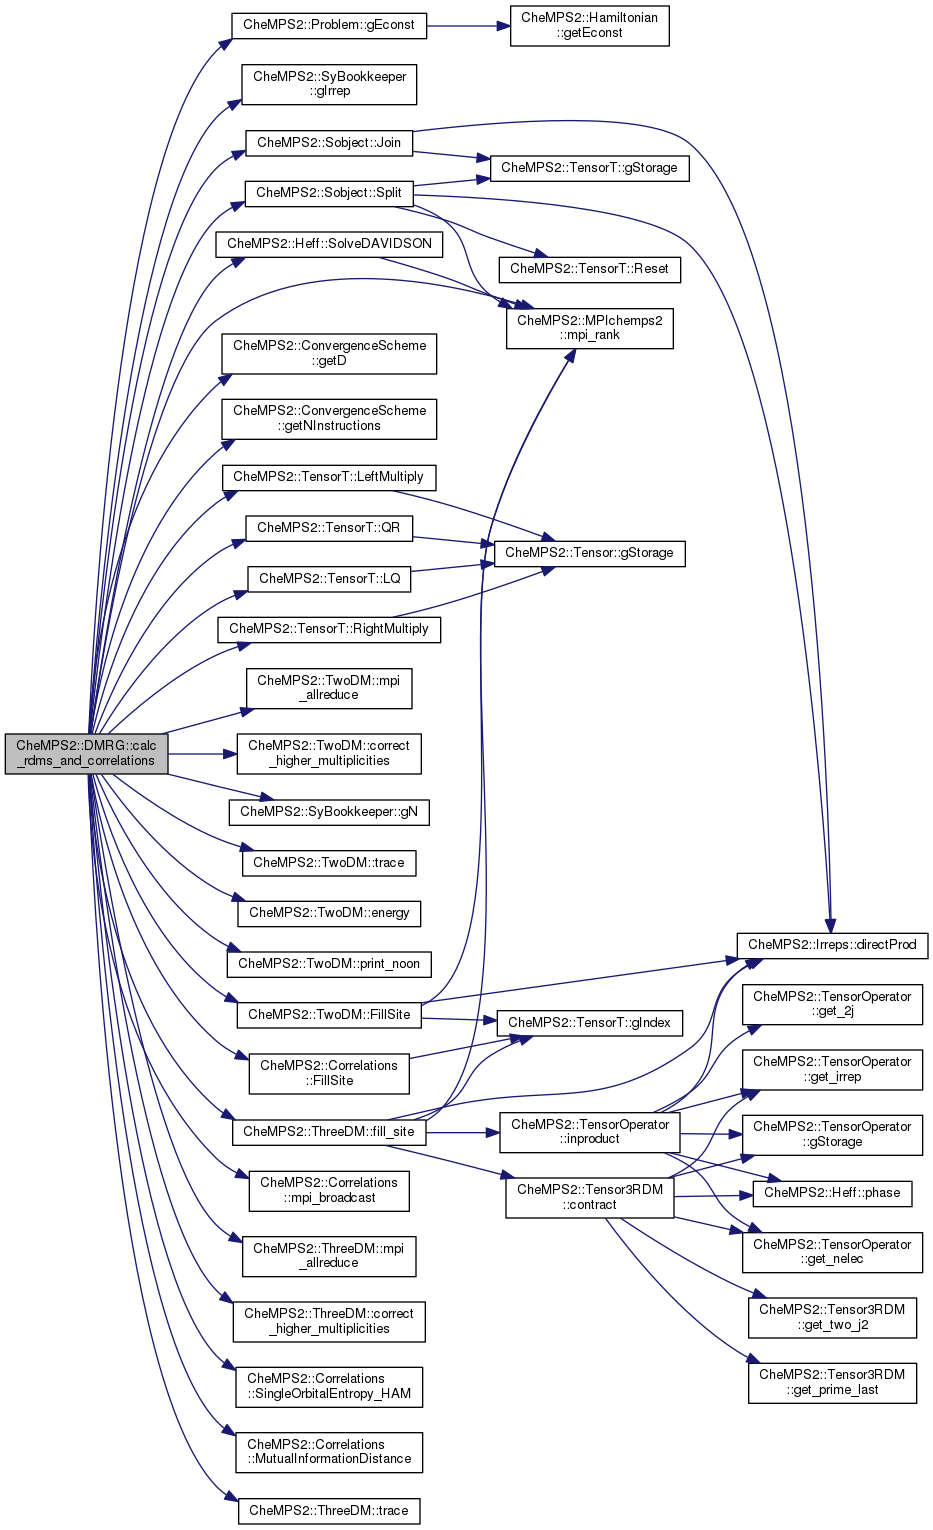 CheMPS2::Problem::gEconst
CheMPS2::Hamiltonian
::getEconst
CheMPS2::SyBookkeeper
::gIrrep
CheMPS2::Sobject::Join
CheMPS2::TensorT::gStorage
CheMPS2::Sobject::Split
CheMPS2::Heff::SolveDAVIDSON
CheMPS2::TensorT::Reset
CheMPS2::MPIchemps2
::mpi_rank
CheMPS2::ConvergenceScheme
::getD
CheMPS2::ConvergenceScheme
::getNInstructions
CheMPS2::TensorT::LeftMultiply
CheMPS2::TensorT::QR
CheMPS2::Tensor::gStorage
CheMPS2::TensorT::LQ
CheMPS2::TensorT::RightMultiply
CheMPS2::TwoDM::mpi
_allreduce
CheMPS2::DMRG::calc
_rdms_and_correlations
CheMPS2::TwoDM::correct
_higher_multiplicities
CheMPS2::SyBookkeeper::gN
CheMPS2::TwoDM::trace
CheMPS2::TwoDM::energy
CheMPS2::Irreps::directProd
CheMPS2::TwoDM::print_noon
CheMPS2::TensorOperator
::get_2j
CheMPS2::TwoDM::FillSite
CheMPS2::TensorT::gIndex
CheMPS2::Correlations
::FillSite
CheMPS2::TensorOperator
::get_irrep
CheMPS2::ThreeDM::fill_site
CheMPS2::TensorOperator
::inproduct
CheMPS2::TensorOperator
::gStorage
CheMPS2::Correlations
::mpi_broadcast
CheMPS2::Tensor3RDM
::contract
CheMPS2::Heff::phase
CheMPS2::ThreeDM::mpi
_allreduce
CheMPS2::TensorOperator
::get_nelec
CheMPS2::ThreeDM::correct
_higher_multiplicities
CheMPS2::Tensor3RDM
::get_two_j2
CheMPS2::Correlations
::SingleOrbitalEntropy_HAM
CheMPS2::Tensor3RDM
::get_prime_last
CheMPS2::Correlations
::MutualInformationDistance
CheMPS2::ThreeDM::trace